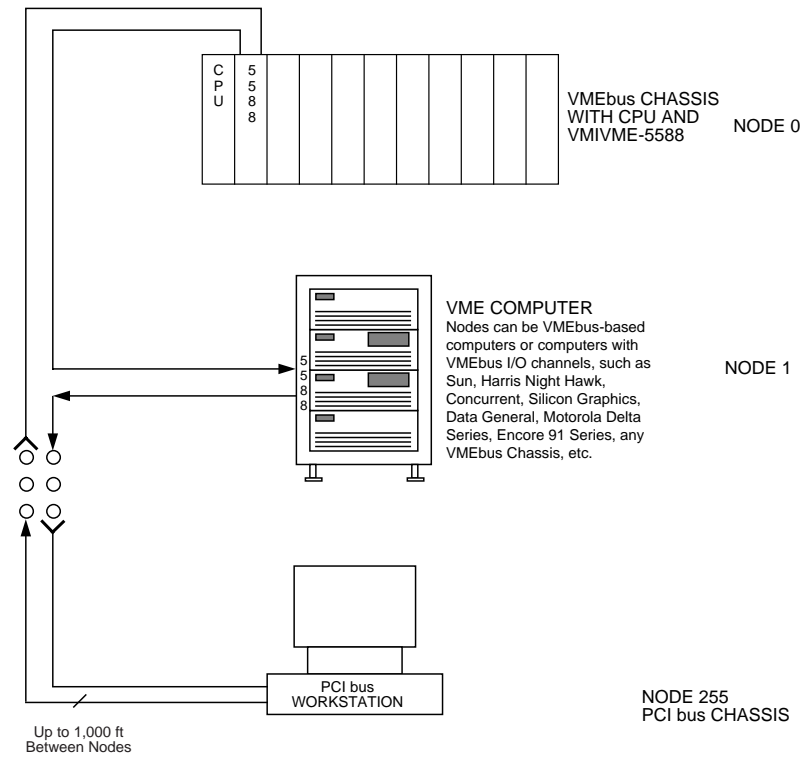 C
P
U
5
5
8
8
VMEbus CHASSIS
WITH CPU AND
VMIVME-5588
NODE 0
VME COMPUTER
Nodes can be VMEbus-based
computers or computers with
VMEbus I/O channels, such as
Sun, Harris Night Hawk,
Concurrent, Silicon Graphics,
Data General, Motorola Delta
Series, Encore 91 Series, any
VMEbus Chassis, etc.
5
5
8
8
NODE 1
PCI bus
WORKSTATION
NODE 255
PCI bus CHASSIS
Up to 1,000 ft
Between Nodes